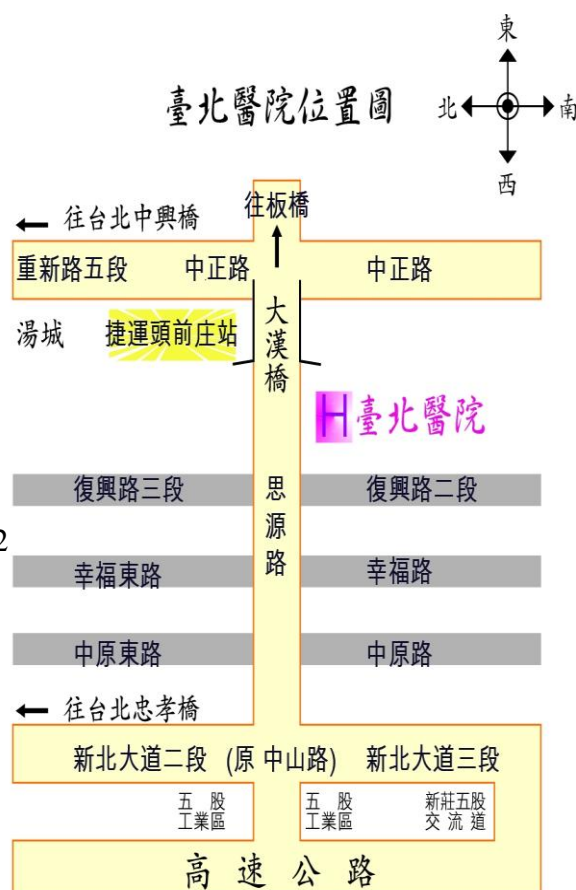 東
臺北醫院位置圖
北 南
西
往板橋
← 往台北中興橋
重新路五段 中正路 中正路
湯城 捷運頭前庄站
大漢橋
H臺北醫院
復興路三段 復興路二段
思源路
2
幸福東路 幸福路
中原東路 中原路
← 往台北忠孝橋
新北大道二段 (原 中山路) 新北大道三段
五股 五股 新莊五股
工業區 工業區 交流道
高速公路